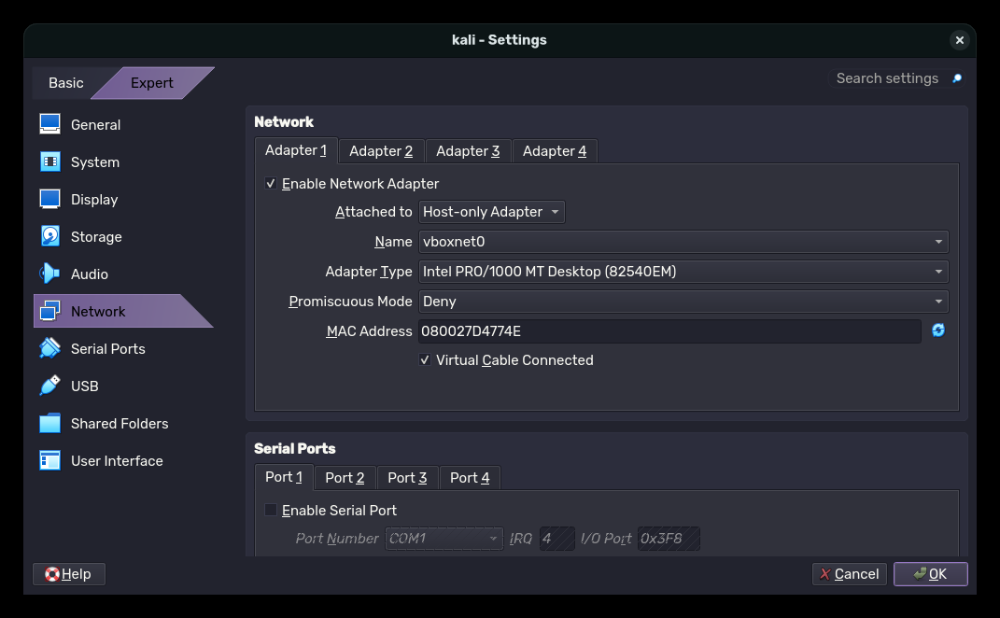 kali - Settings
Basic
Expert
Search settings
General
System
Display
Storage
Audio
Network
Serial Ports
USB
Shared Folders
User Interface
Network
Adapter 1 Adapter 2 Adapter 3 Adapter 4
Enable Network Adapter
Attached to Host-only Adapter
Name vboxnet0
Adapter Type Intel PRO/1000 MT Desktop (82540EM)
Promiscuous Mode Deny
MAC Address 080027D4774E
Virtual Cable Connected
Serial Ports
Port 1 Port 2 Port 3 Port 4
Enable Serial Port
Port Number COM1 IRQ 4 I/O Port 0x3F8
Help
Cancel
OK